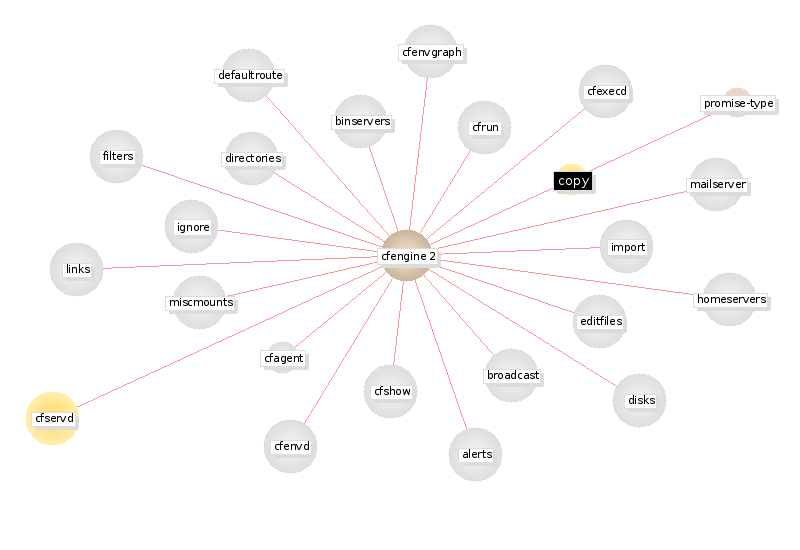 cfenvgraph
defaultroute
cfexecd
promise-type
binservers
cfrun
filters
directories
copy
mailserver
ignore
import
cfengine 2
links
homeservers
miscmounts
editfiles
cfagent
broadcast
cfshow
disks
cfservd
cfenvd
alerts